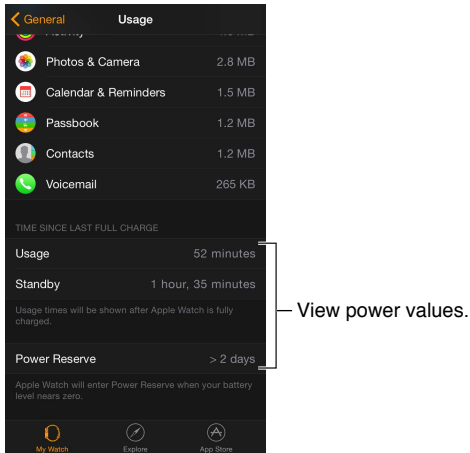 General
Usage
Photos & Camera 2.8 MB
Calendar & Reminders 1.5 MB
Passbook 1.2 MB
Contacts 1.2 MB
Voicemail 265 KB
TIME SINCE LAST FULL CHARGE
Usage 52 minutes
Standby 1 hour, 35 minutes
Usage times will be shown after Apple Watch is fully
charged.
View power values.
Power Reserve > 2 days
Apple Watch will enter Power Reserve when your battery
level nears zero.
My Watch Explore App Store